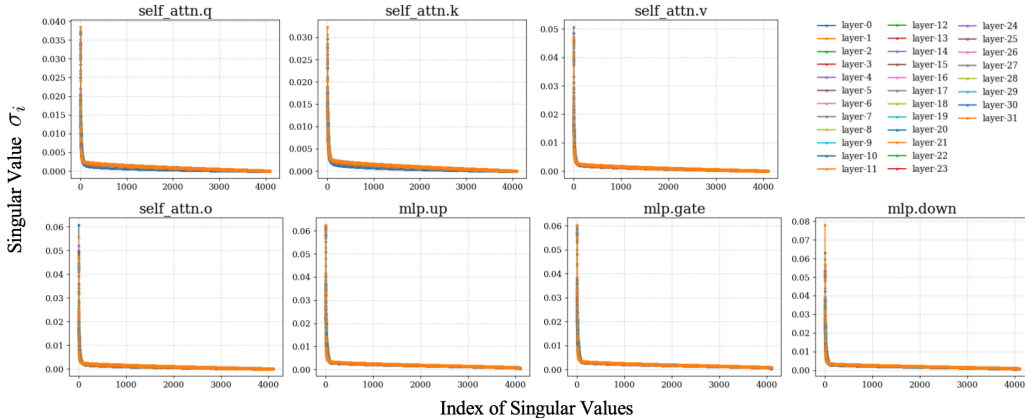 self_attn.q
self_attn.k
self_attn.v
0.040
0.035
0.030
0.025
0.020
0.015
0.010
0.005
0.000
0 1000 2000 3000 4000
0.030
0.025
0.020
0.015
0.010
0.005
0.000
0 1000 2000 3000 4000
0.05
0.04
0.03
0.02
0.01
0.00
0 1000 2000 3000 4000
layer-0
layer-1
layer-2
layer-3
layer-4
layer-5
layer-6
layer-7
layer-8
layer-9
layer-10
layer-11
layer-12
layer-13
layer-14
layer-15
layer-16
layer-17
layer-18
layer-19
layer-20
layer-21
layer-22
layer-23
layer-24
layer-25
layer-26
layer-27
layer-28
layer-29
layer-30
layer-31
Singular Value σi
self_attn.o
mlp.up
mlp.gate
mlp.down
0.06
0.05
0.04
0.03
0.02
0.01
0.00
0 1000 2000 3000 4000
0.06
0.05
0.04
0.03
0.02
0.01
0.00
0 1000 2000 3000 4000
0.06
0.05
0.04
0.03
0.02
0.01
0.00
0 1000 2000 3000 4000
0.08
0.07
0.06
0.05
0.04
0.03
0.02
0.01
0.00
0 1000 2000 3000 4000
Index of Singular Values